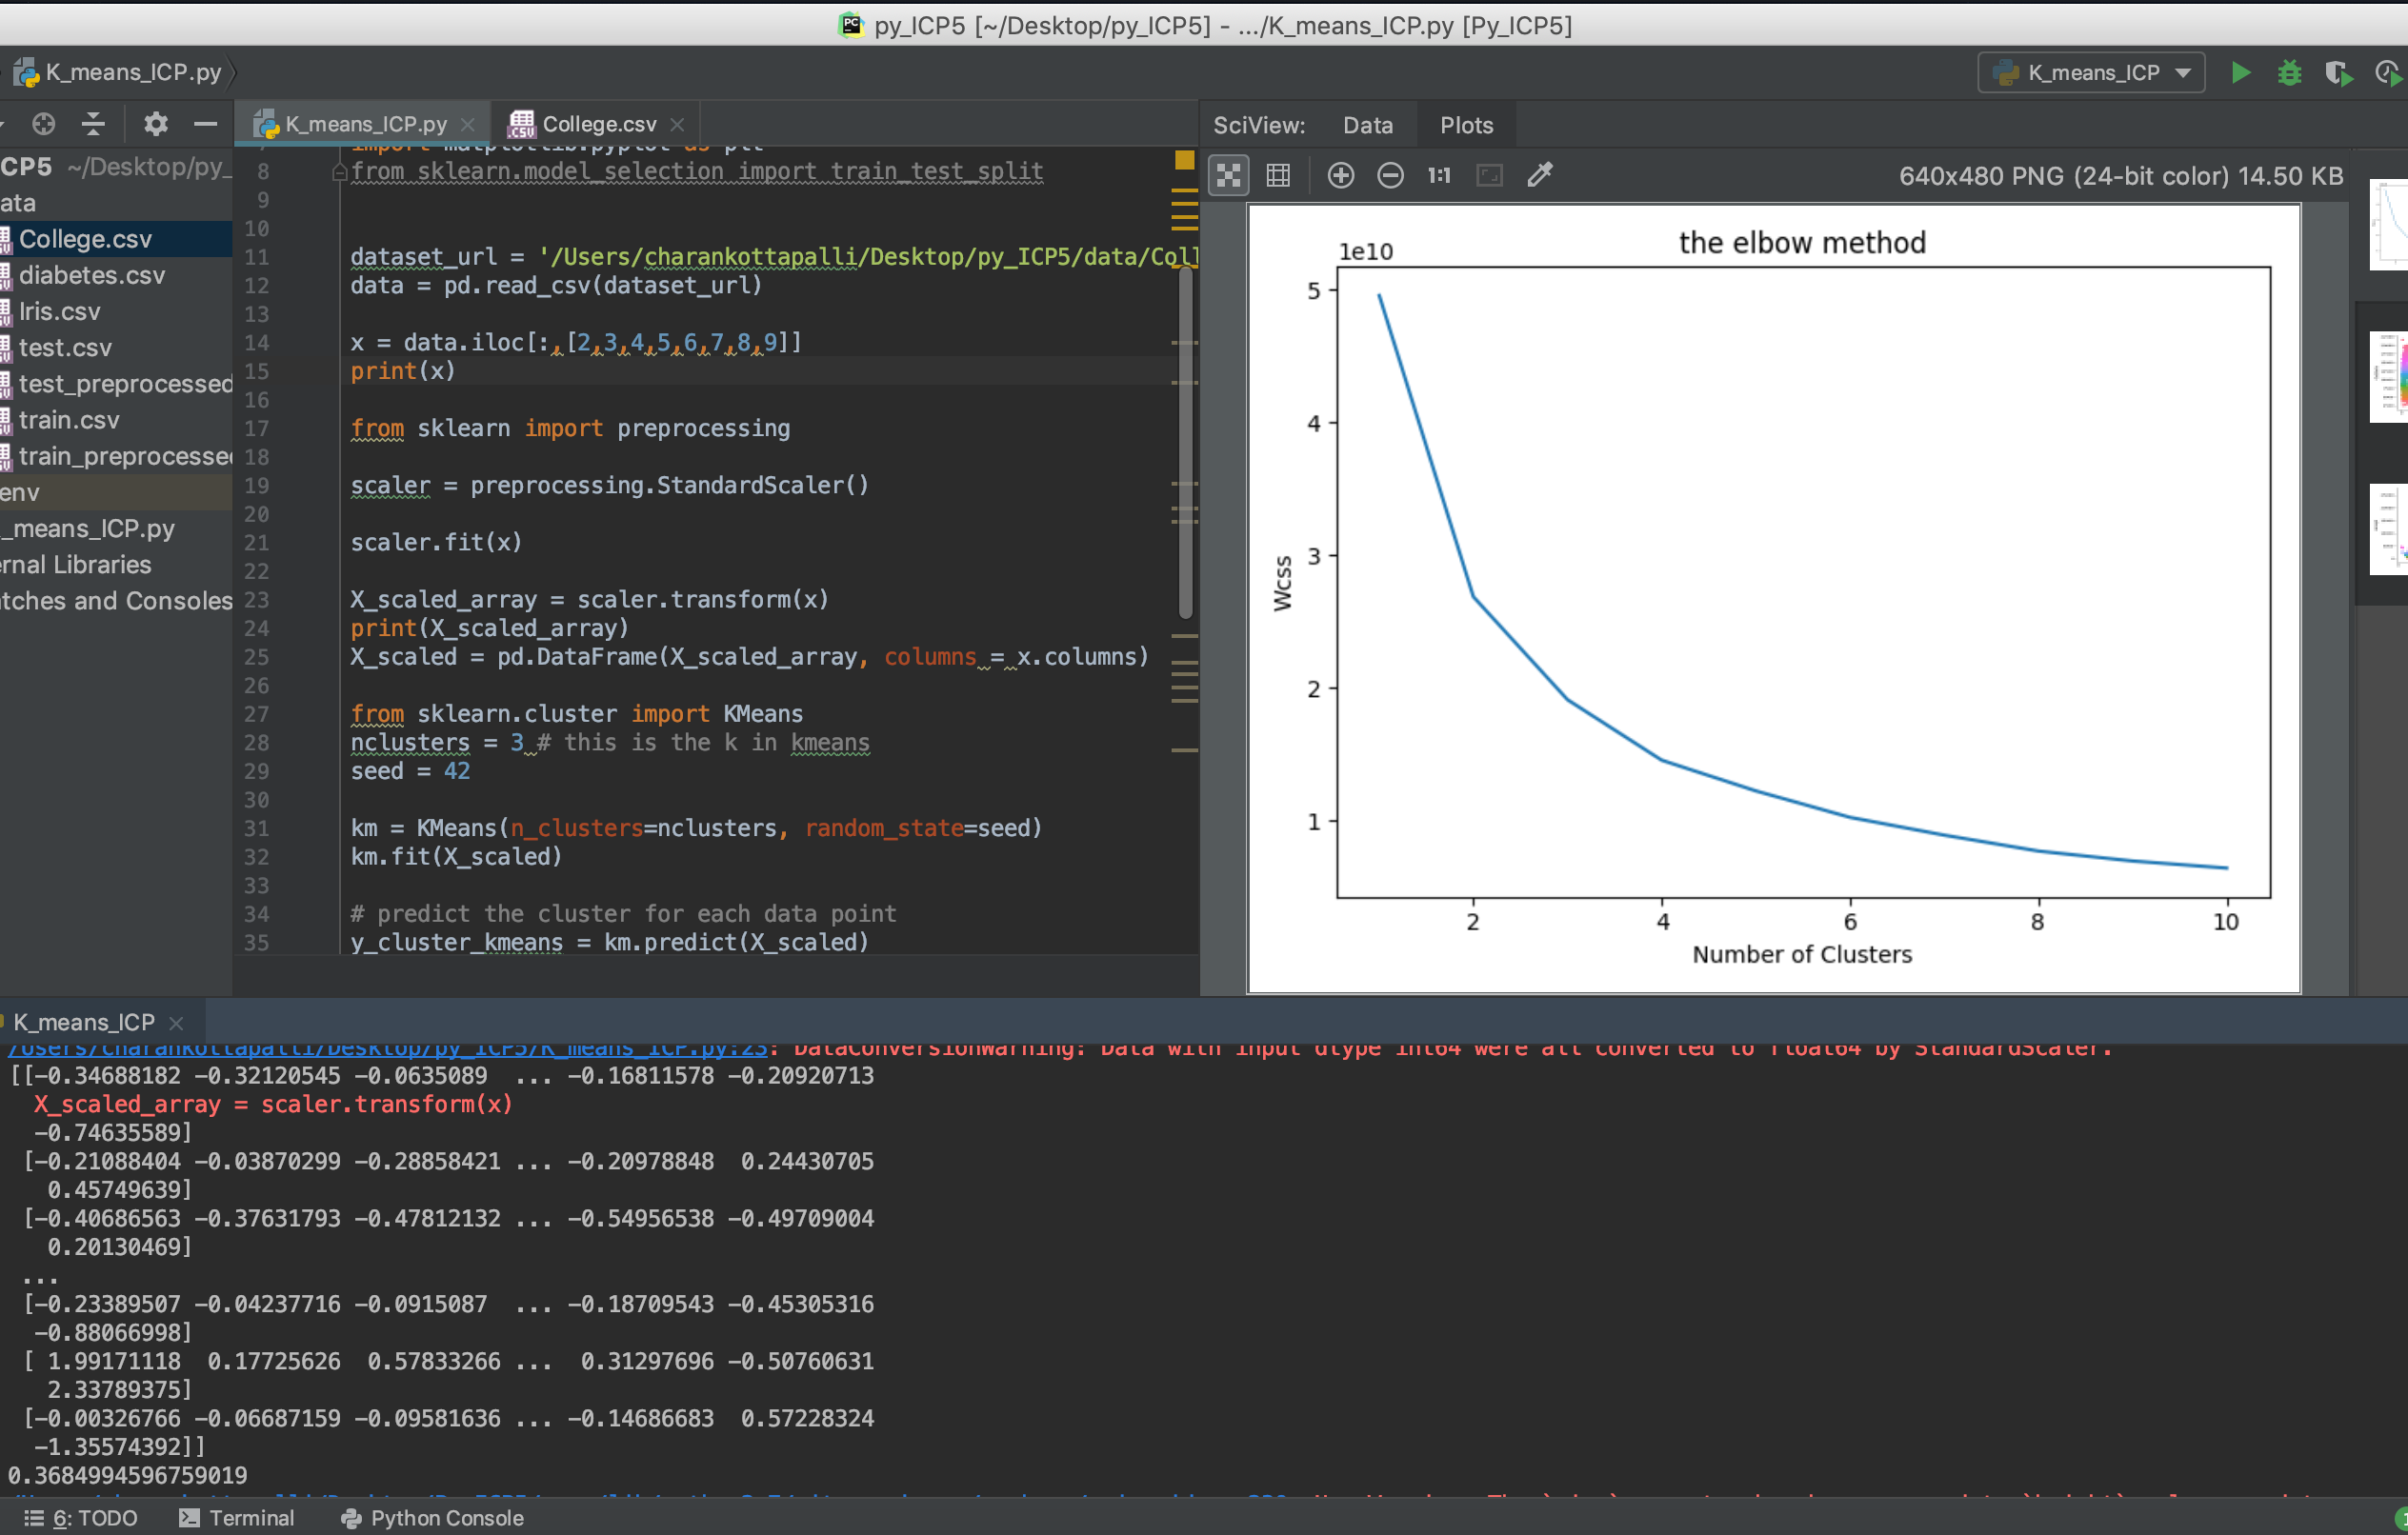 py_ICP5 [~/Desktop/py_ICP5] - .../K_means_ICP.py [Py_ICP5]
K_means_ICP.py
K_means_ICP
K_means_ICP.py
College.csv
SciView:
Data
Plots
640x480 PNG (24-bit color) 14.50 KB
CP5 ~/Desktop/py_
ata
College.csv
diabetes.csv
Iris.csv
test.csv
test_preprocessed
train.csv
train_preprocesse
env
_means_ICP.py
ernal Libraries
tches and Consoles
7 import matplotlib.pyplot as plt
8 from sklearn.model_selection import train_test_split
9
10
11 dataset_url = '/Users/charankottapalli/Desktop/py_ICP5/data/Coll
12 data = pd.read_csv(dataset_url)
13
14 x = data.iloc[:,[2,3,4,5,6,7,8,9]]
15 print(x)
16
17 from sklearn import preprocessing
18
19 scaler = preprocessing.StandardScaler()
20
21 scaler.fit(x)
22
23 X_scaled_array = scaler.transform(x)
24 print(X_scaled_array)
25 X_scaled = pd.DataFrame(X_scaled_array, columns = x.columns)
26
27 from sklearn.cluster import KMeans
28 nclusters = 3 # this is the k in kmeans
29 seed = 42
30
31 km = KMeans(n_clusters=nclusters, random_state=seed)
32 km.fit(X_scaled)
33
34 # predict the cluster for each data point
35 y_cluster_kmeans = km.predict(X_scaled)
the elbow method
1e10
5
4
3
2
1
Wcss
2 4 6 8 10
Number of Clusters
K_means_ICP
/Users/charankottapalli/Desktop/py_ICP5/K_means_ICP.py:23: DataConversionWarning: Data with input dtype int64 were all converted to float64 by StandardScaler.
[[-0.34688182 -0.32120545 -0.0635089 ... -0.16811578 -0.20920713
X_scaled_array = scaler.transform(x)
-0.74635589]
[-0.21088404 -0.03870299 -0.28858421 ... -0.20978848 0.24430705
0.45749639]
[-0.40686563 -0.37631793 -0.47812132 ... -0.54956538 -0.49709004
0.20130469]
...
[-0.23389507 -0.04237716 -0.0915087 ... -0.18709543 -0.45305316
-0.88066998]
[ 1.99171118 0.17725626 0.57833266 ... 0.31297696 -0.50760631
2.33789375]
[-0.00326766 -0.06687159 -0.09581636 ... -0.14686683 0.57228324
-1.35574392]]
0.3684994596759019
6: TODO
Terminal
Python Console